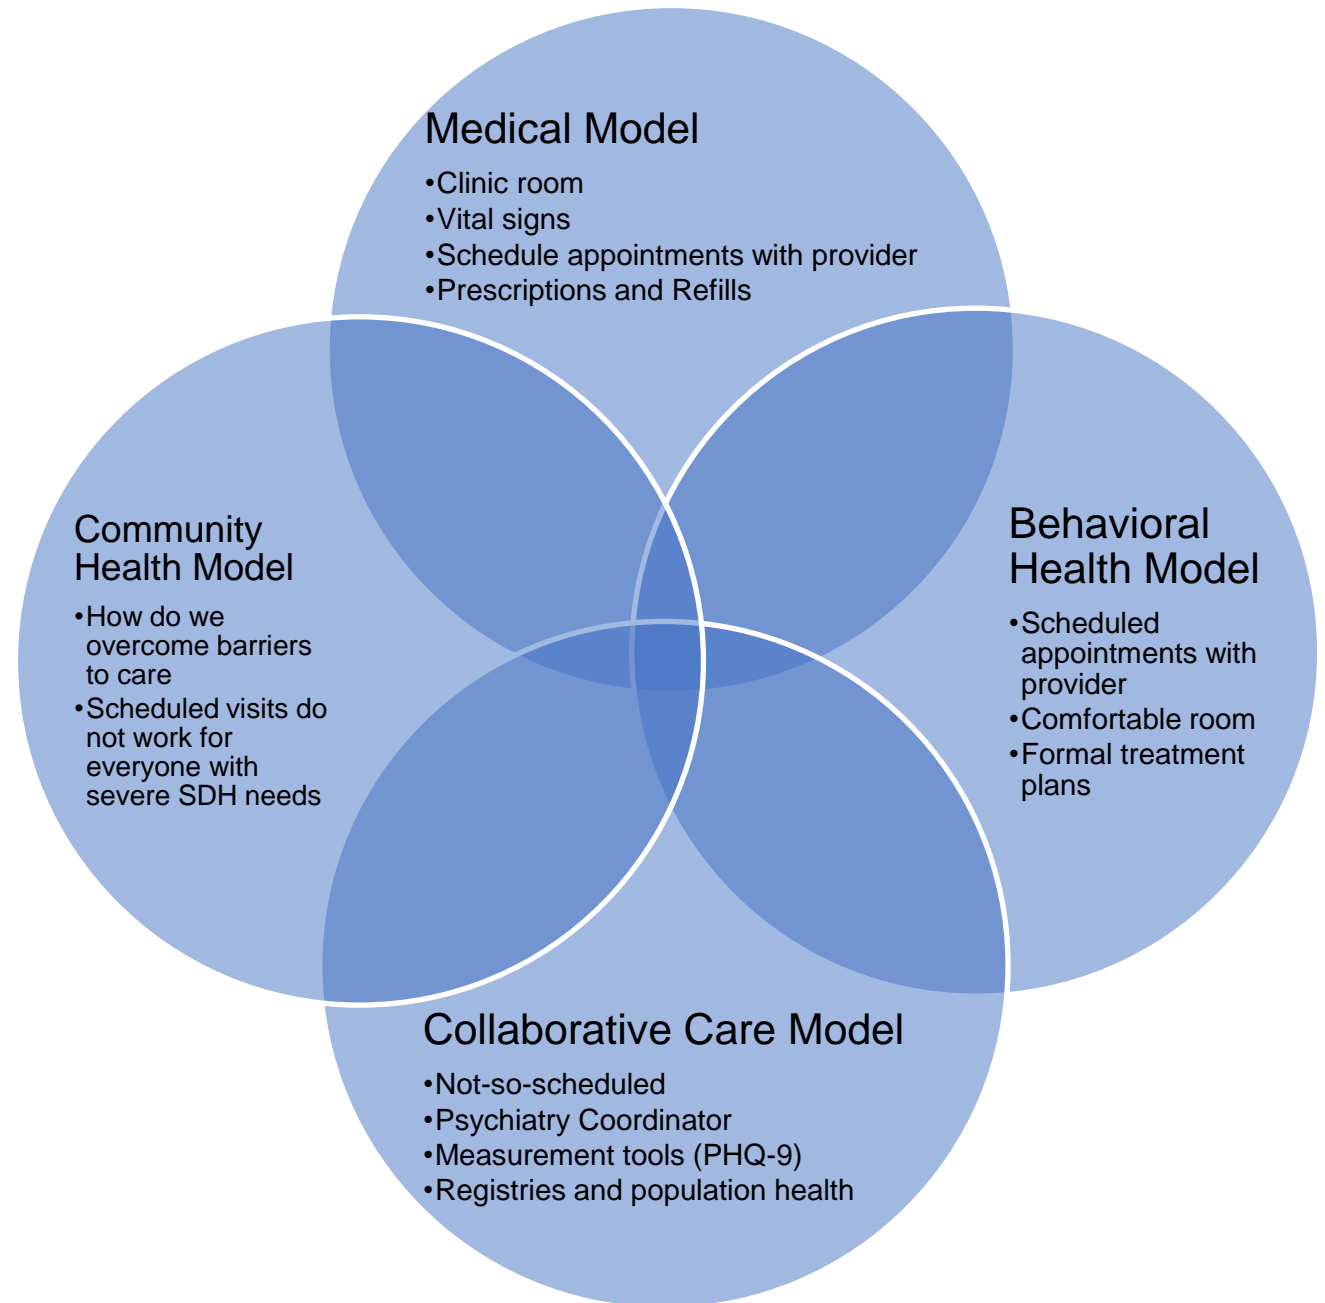 Medical Model
•Clinic room
•Vital signs
•Schedule appointments with provider
•Prescriptions and Refills
Community
Health Model
•How do we
overcome barriers
to care
•Scheduled visits do
not work for
everyone with
severe SDH needs
Behavioral
Health Model
•Scheduled
appointments with
provider
•Comfortable room
•Formal treatment
plans
Collaborative Care Model
•Not-so-scheduled
•Psychiatry Coordinator
•Measurement tools (PHQ-9)
•Registries and population health